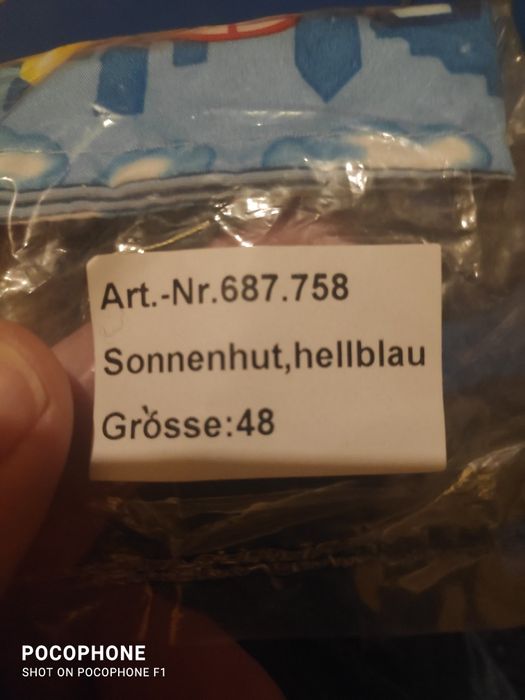 Art.-Nr.687.758
Sonnenhut,hellblau
Grösse:48
POCOPHONE
SHOT ON POCOPHONE F1